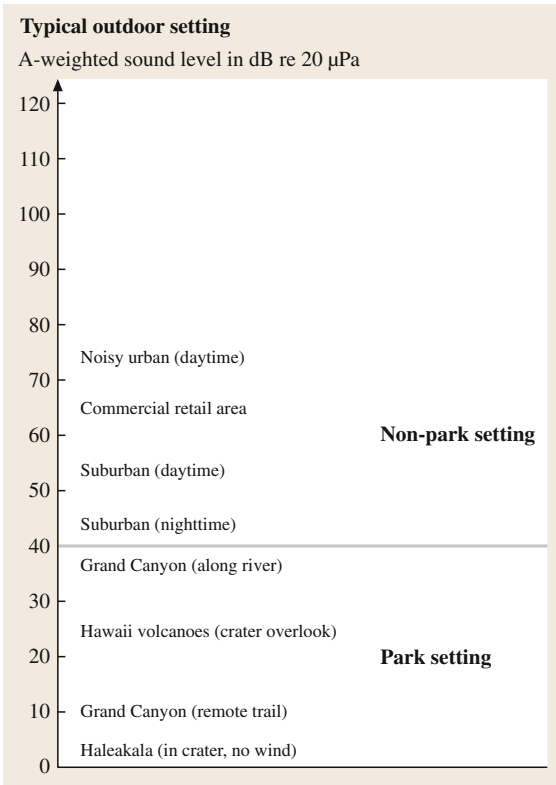 Typical outdoor setting
A-weighted sound level in dB re 20 µPa
120
110
100
90
80
Noisy urban (daytime)
70
Commercial retail area
60
Non-park setting
Suburban (daytime)
50
Suburban (nighttime)
40
Grand Canyon (along river)
30
Hawaii volcanoes (crater overlook)
20
Park setting
10
Grand Canyon (remote trail)
Haleakala (in crater, no wind)
0